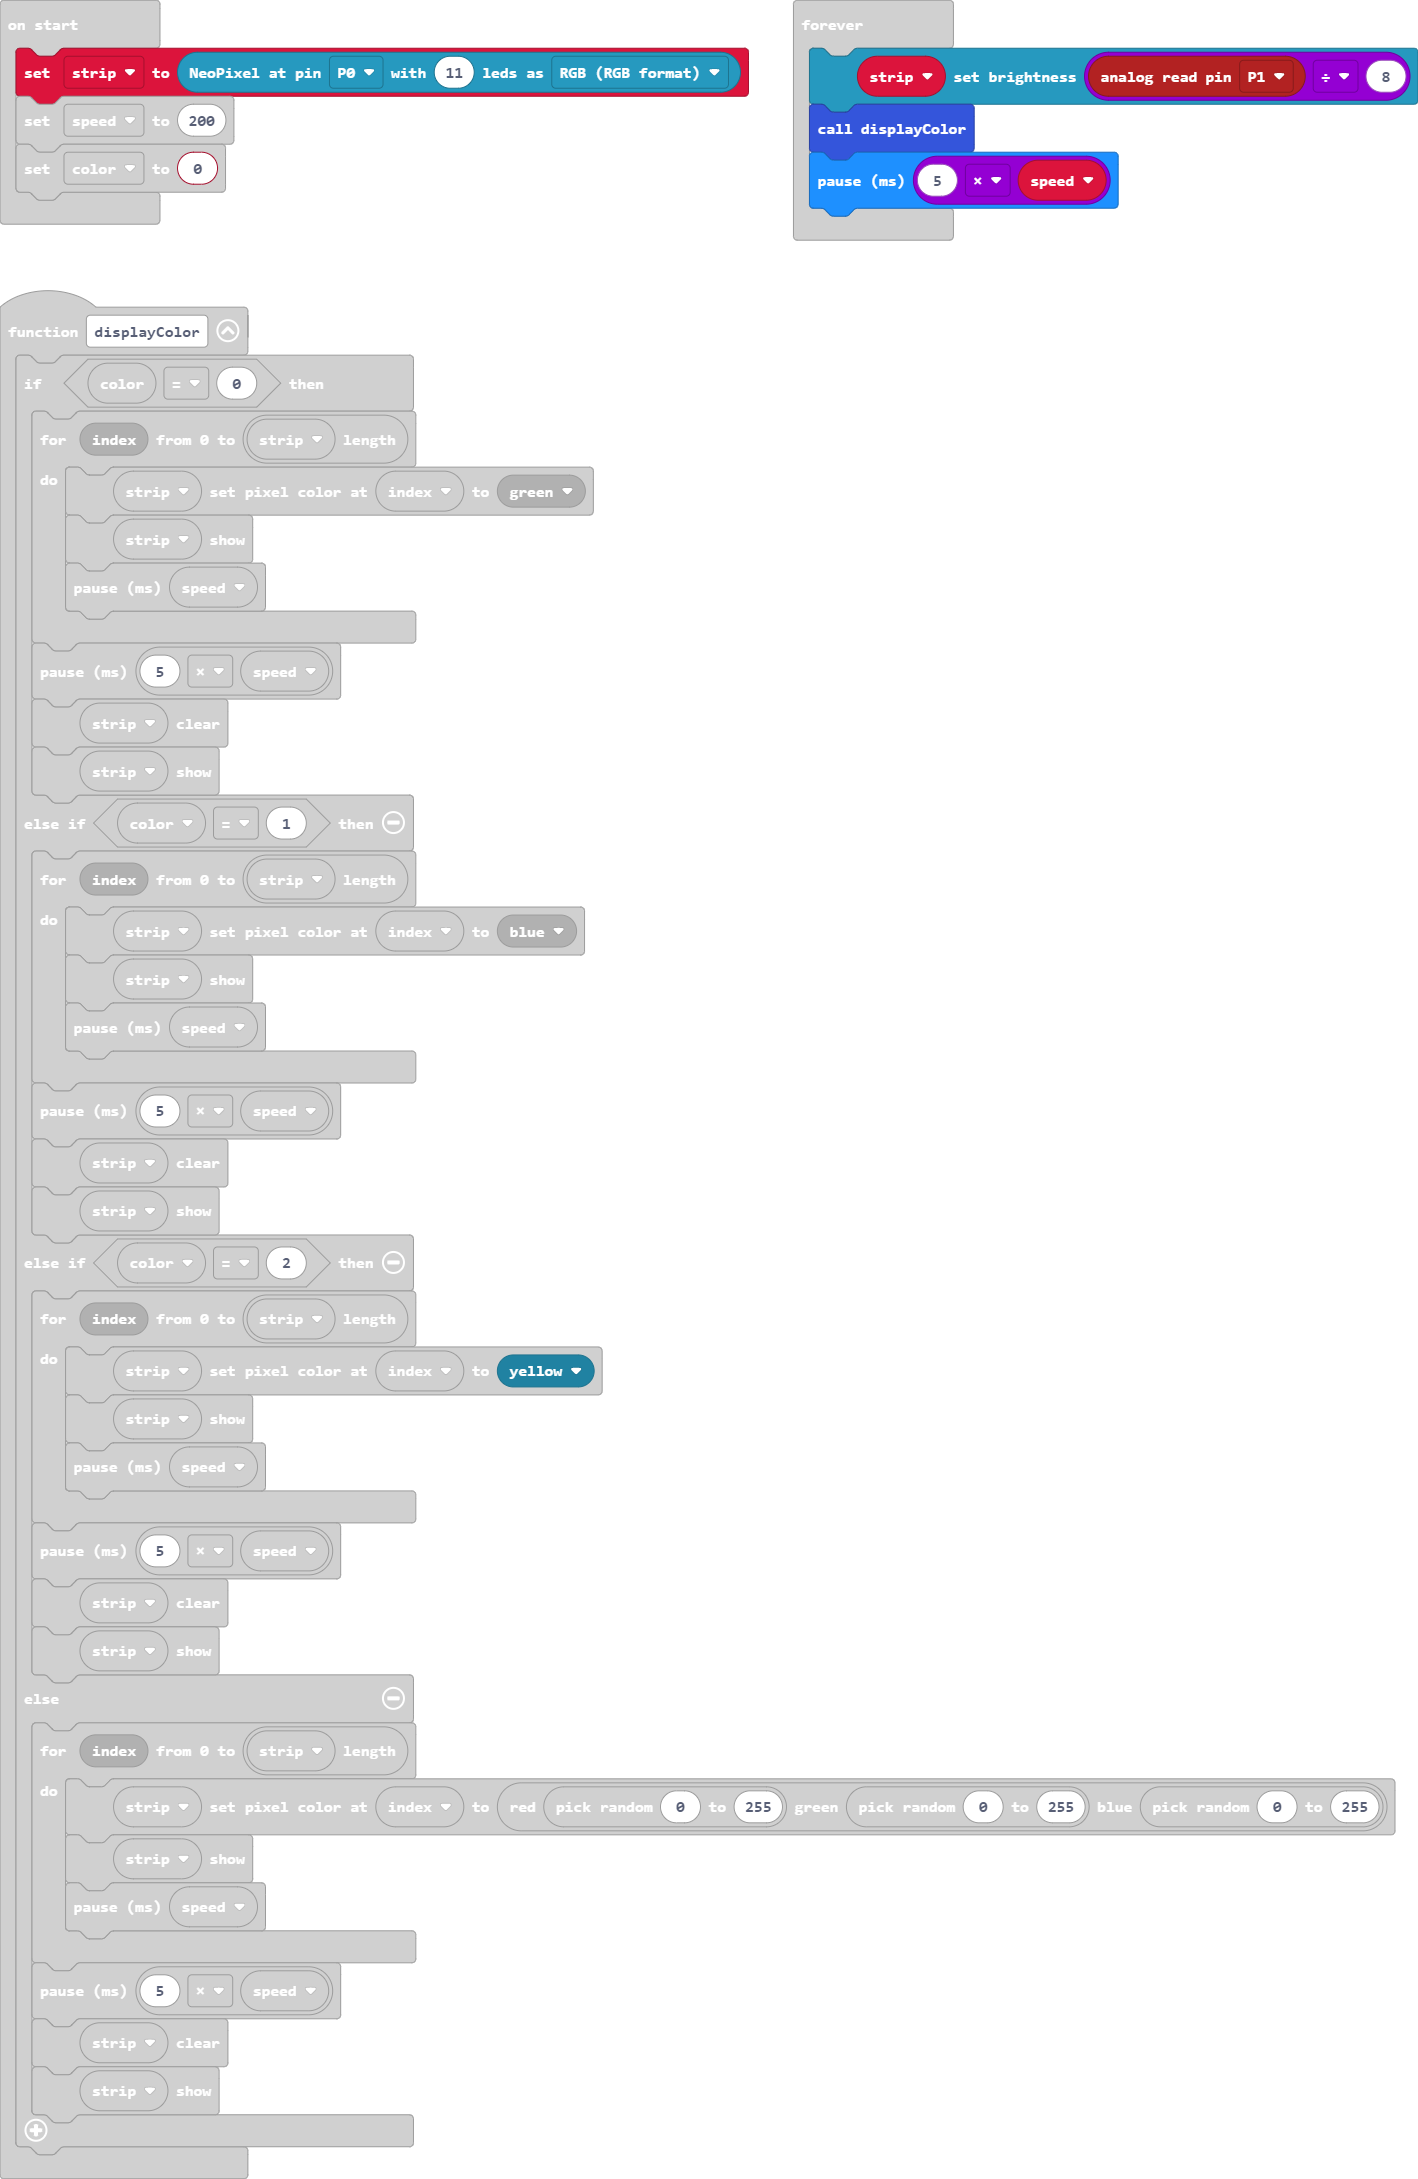 on start
set strip to NeoPixel at pin P0 with 11 leds as RGB (RGB format)
set speed to 200
set color to 0
forever
strip set brightness analog read pin P1 ÷ 8
call displayColor
pause (ms) 5 × speed
function displayColor
if color = 0 then
for index from 0 to strip length
do
strip set pixel color at index to green
strip show
pause (ms) speed
pause (ms) 5 × speed
strip clear
strip show
else if color = 1 then
for index from 0 to strip length
do
strip set pixel color at index to blue
strip show
pause (ms) speed
pause (ms) 5 × speed
strip clear
strip show
else if color = 2 then
for index from 0 to strip length
do
strip set pixel color at index to yellow
strip show
pause (ms) speed
pause (ms) 5 × speed
strip clear
strip show
else
for index from 0 to strip length
do
strip set pixel color at index to red pick random 0 to 255 green pick random 0 to 255 blue pick random 0 to 255
strip show
pause (ms) speed
pause (ms) 5 × speed
strip clear
strip show